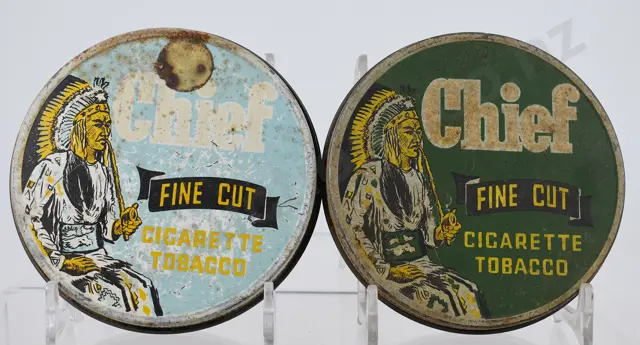 Chief
FINE CUT
CIGARETTE
TOBACCO
Chief
FINE CUT
CIGARETTE
TOBACCO